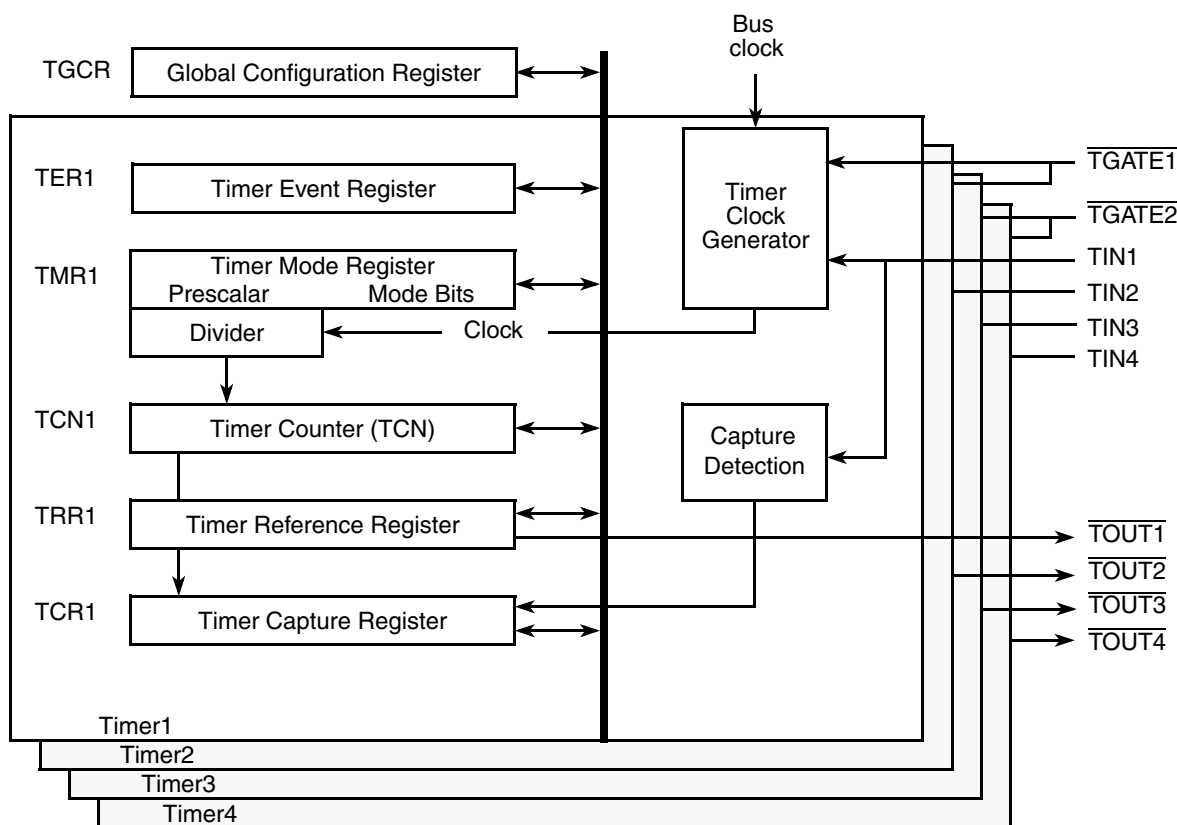 Bus
clock
TGCR
Global Configuration Register
TER1
Timer Event Register
Timer
Clock
Generator
TGATE1
TGATE2
TIN1
TIN2
TIN3
TIN4
TMR1
Timer Mode Register
Prescalar Mode Bits
Divider
Clock
TCN1
Timer Counter (TCN)
Capture
Detection
TRR1
Timer Reference Register
TOUT1
TOUT2
TOUT3
TOUT4
TCR1
Timer Capture Register
Timer1
Timer2
Timer3
Timer4